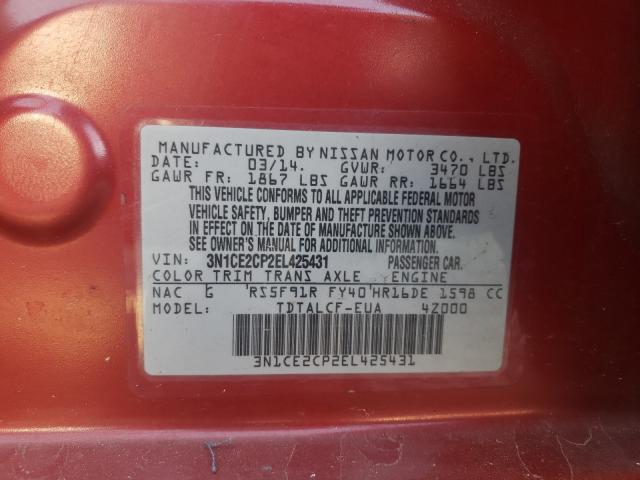 MANUFACTURED BY NISSAN MOTOR CO., LTD.
DATE: 03/14. GVWR: 3470 LBS
GAWR FR: 1867 LBS GAWR RR: 1664 LBS
THIS VEHICLE CONFORMS TO ALL APPLICABLE FEDERAL MOTOR
VEHICLE SAFETY, BUMPER AND THEFT PREVENTION STANDARDS
IN EFFECT ON THE DATE OF MANUFACTURE SHOWN ABOVE.
SEE OWNER'S MANUAL FOR ADDITIONAL INFORMATION.
VIN: 3N1CE2CP2EL425431 PASSENGER CAR.
COLOR TRIM TRANS AXLE ENGINE
NAC G 'RS5F91R FY40'HR16DE 1598 CC
MODEL: TDTALCF-EUA 4Z000
3N1CE2CP2EL425431